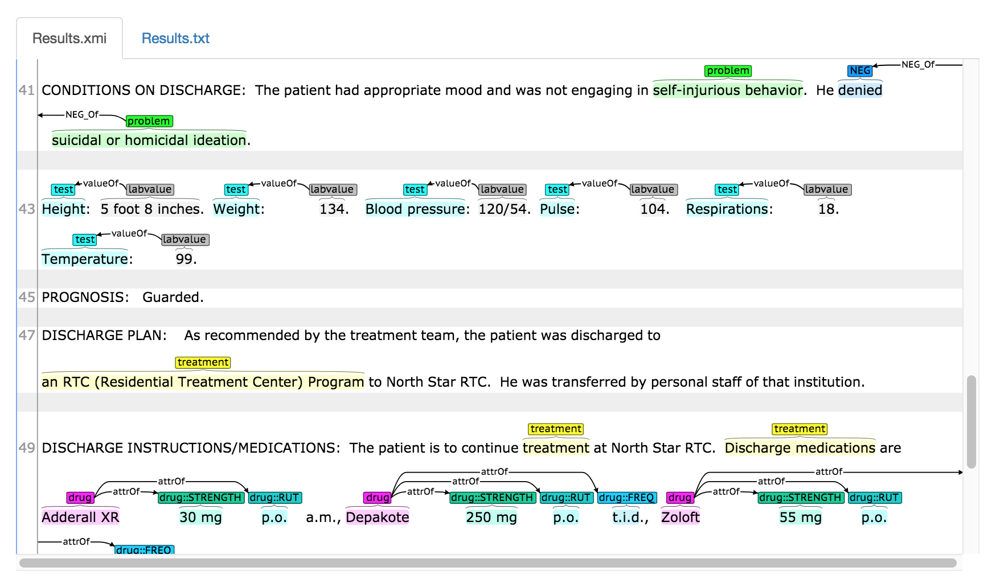 Results.xmi Results.txt
NEG_Of
problem NEG
41 CONDITIONS ON DISCHARGE: The patient had appropriate mood and was not engaging in self-injurious behavior. He denied
NEG_Of
problem
suicidal or homicidal ideation.
valueOf valueOf valueOf valueOf valueOf
test labvalue test labvalue test labvalue test labvalue test labvalue
43 Height: 5 foot 8 inches. Weight: 134. Blood pressure: 120/54. Pulse: 104. Respirations: 18.
valueOf
test labvalue
Temperature: 99.
45 PROGNOSIS: Guarded.
47 DISCHARGE PLAN: As recommended by the treatment team, the patient was discharged to
treatment
an RTC (Residential Treatment Center) Program to North Star RTC. He was transferred by personal staff of that institution.
treatment treatment
49 DISCHARGE INSTRUCTIONS/MEDICATIONS: The patient is to continue treatment at North Star RTC. Discharge medications are
attrOf attrOf
attrOf attrOf attrOf
attrOf attrOf attrOf
drug drug::STRENGTH drug::RUT drug drug::STRENGTH drug::RUT drug::FREQ drug drug::STRENGTH drug::RUT
Adderall XR 30 mg p.o. a.m., Depakote 250 mg p.o. t.i.d., Zoloft 55 mg p.o.
attrOf
drug::FREQ